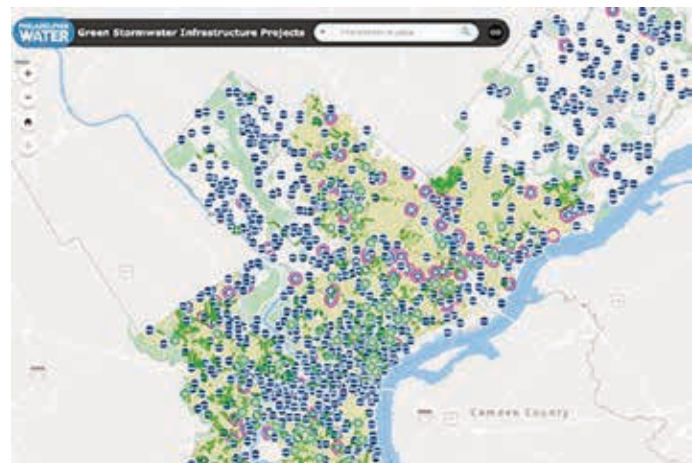 PHILADELPHIA
WATER
Green Stormwater Infrastructure Projects
Camden County